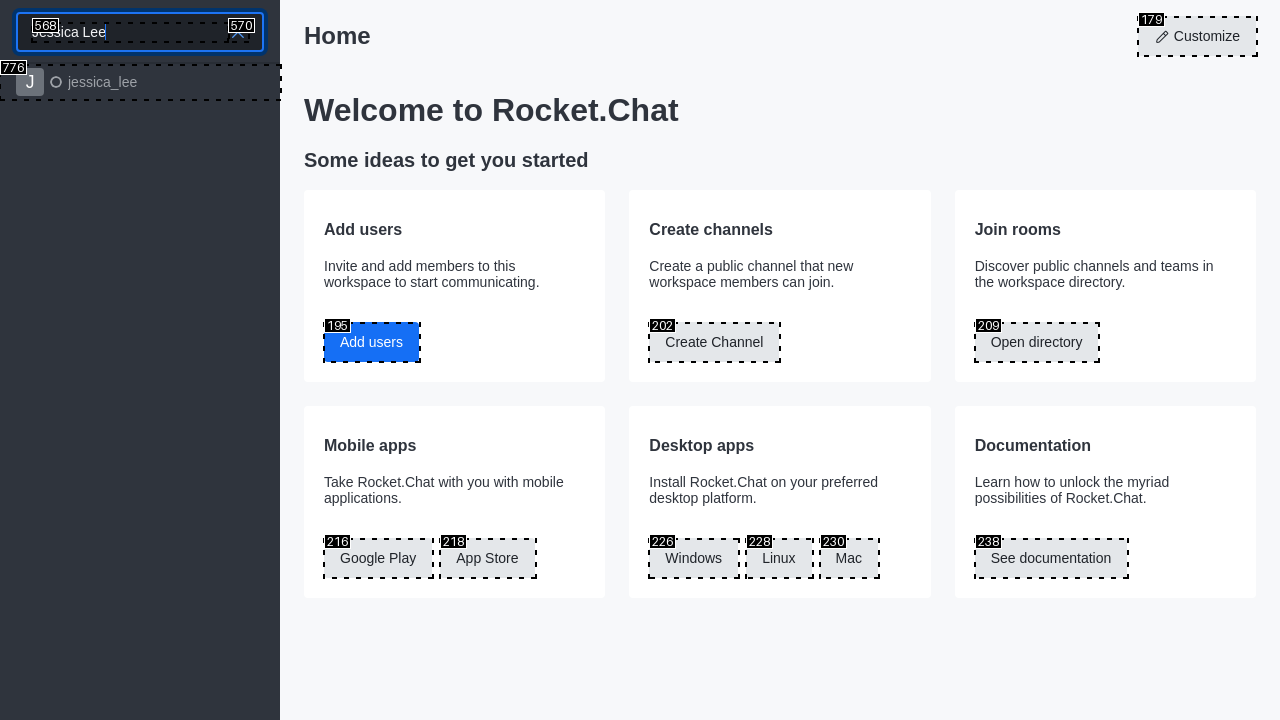 568
570
Jessica Lee
776
J
jessica_lee
Home
179
Customize
Welcome to Rocket.Chat
Some ideas to get you started
Add users
Invite and add members to this
workspace to start communicating.
195
Add users
Create channels
Create a public channel that new
workspace members can join.
202
Create Channel
Join rooms
Discover public channels and teams in
the workspace directory.
209
Open directory
Mobile apps
Take Rocket.Chat with you with mobile
applications.
216
Google Play
218
App Store
Desktop apps
Install Rocket.Chat on your preferred
desktop platform.
226
Windows
228
Linux
230
Mac
Documentation
Learn how to unlock the myriad
possibilities of Rocket.Chat.
238
See documentation